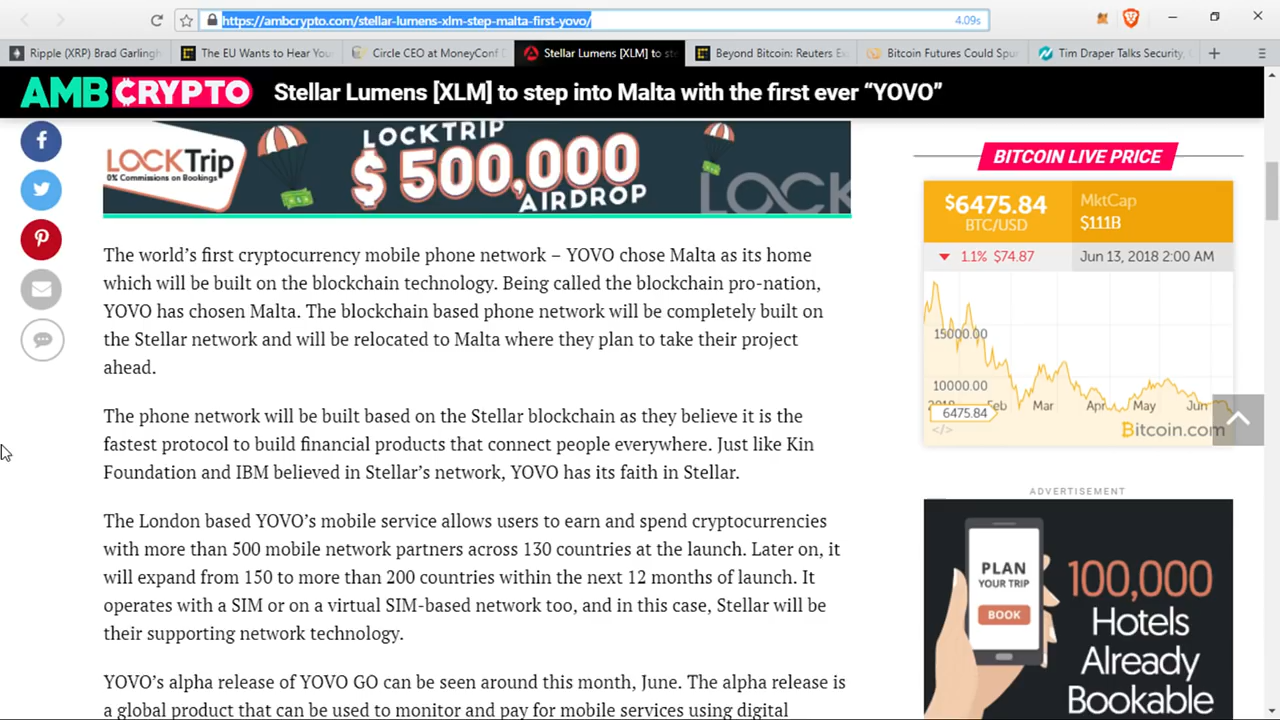 https://ambcrypto.com/stellar-lumens-xlm-step-malta-first-yovo/
4.09s
Ripple (XRP) Brad Garlingh
The EU Wants to Hear You
Circle CEO at MoneyConf D
Stellar Lumens [XLM] to ste
Beyond Bitcoin: Reuters Ex
Bitcoin Futures Could Spur
Tim Draper Talks Security,
AMBCRYPTO
Stellar Lumens [XLM] to step into Malta with the first ever “YOVO”
LOCKTrip
0% Commissions on Bookings
LOCKTRIP
$ 500,000
AIRDROP
LOCK
The world’s first cryptocurrency mobile phone network – YOVO chose Malta as its home
which will be built on the blockchain technology. Being called the blockchain pro-nation,
YOVO has chosen Malta. The blockchain based phone network will be completely built on
the Stellar network and will be relocated to Malta where they plan to take their project
ahead.
The phone network will be built based on the Stellar blockchain as they believe it is the
fastest protocol to build financial products that connect people everywhere. Just like Kin
Foundation and IBM believed in Stellar’s network, YOVO has its faith in Stellar.
The London based YOVO’s mobile service allows users to earn and spend cryptocurrencies
with more than 500 mobile network partners across 130 countries at the launch. Later on, it
will expand from 150 to more than 200 countries within the next 12 months of launch. It
operates with a SIM or on a virtual SIM-based network too, and in this case, Stellar will be
their supporting network technology.
YOVO’s alpha release of YOVO GO can be seen around this month, June. The alpha release is
a global product that can be used to monitor and pay for mobile services using digital
BITCOIN LIVE PRICE
$6475.84
BTC/USD
MktCap
$111B
1.1% $74.87
Jun 13, 2018 2:00 AM
15000.00
10000.00
Feb Mar Apr May Jun
6475.84
</>
Bitcoin.com
ADVERTISEMENT
PLAN
YOUR TRIP
BOOK
100,000
Hotels
Already
Bookable